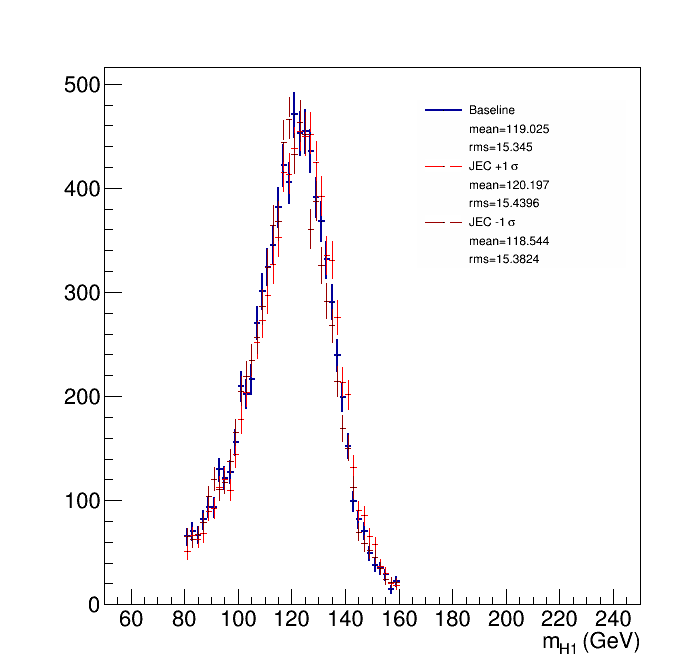 500
400
300
200
100
0
Baseline
mean=119.025
rms=15.345
JEC +1 σ
mean=120.197
rms=15.4396
JEC -1 σ
mean=118.544
rms=15.3824
60 80 100 120 140 160 180 200 220 240
m_H1 (GeV)